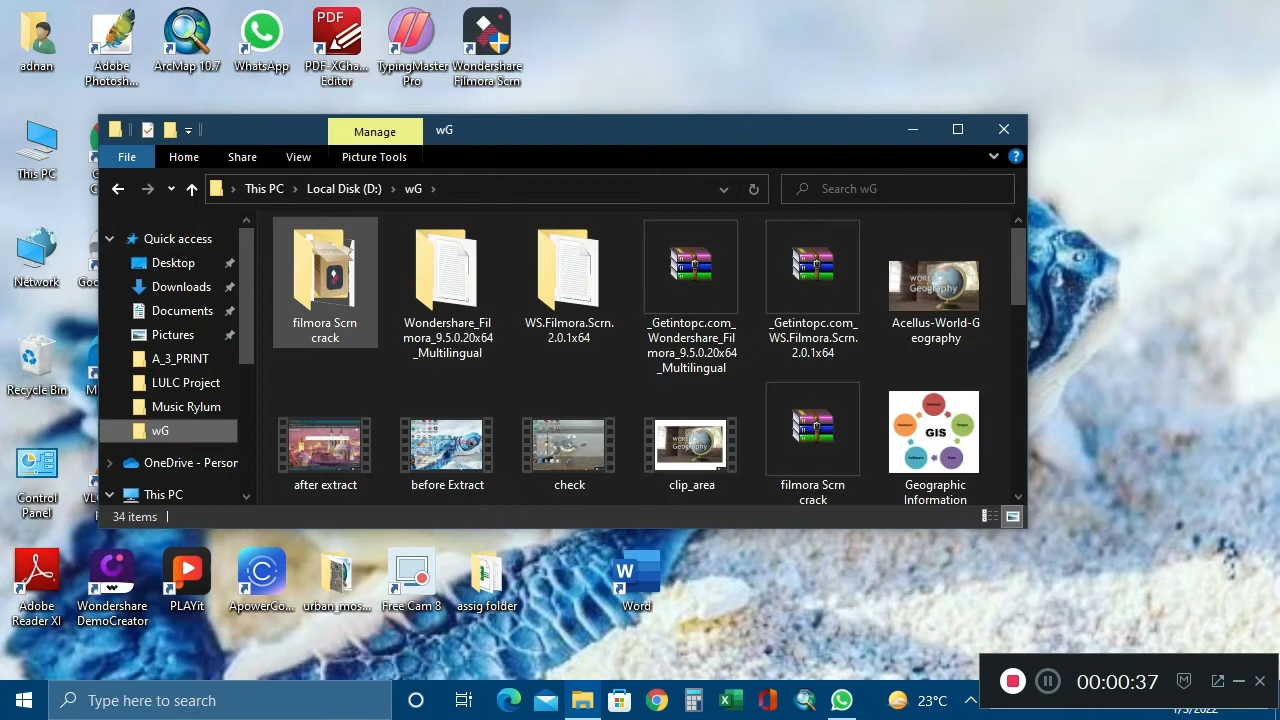 adnan
Adobe
Photosh...
ArcMap 10.7
WhatsApp
PDF
PDF-XCha...
Editor
TypingMaster
Pro
Wondershare
Filmora Scrn
Manage
wG
File
Home
Share
View
Picture Tools
This PC
Network
Recycle Bin
Control
Panel
This PC
Local Disk (D:)
wG
Search wG
Quick access
Desktop
Downloads
Documents
Pictures
A_3_PRINT
LULC Project
Music Rylum
wG
OneDrive - Person
This PC
filmora Scrn
crack
Wondershare_Fil
mora_9.5.0.20x64
_Multilingual
WS.Filmora.Scrn.
2.0.1x64
_Getintopc.com_
Wondershare_Fil
mora_9.5.0.20x64
_Multilingual
_Getintopc.com_
WS.Filmora.Scrn.
2.0.1x64
Acellus-World-G
eography
after extract
before Extract
check
clip_area
filmora Scrn
crack
GIS
Geographic
Information
34 items
Adobe
Reader XI
Wondershare
DemoCreator
PLAYit
ApowerCo...
urban_mos...
Free Cam 8
assig folder
Word
Type here to search
23°C
00:00:37